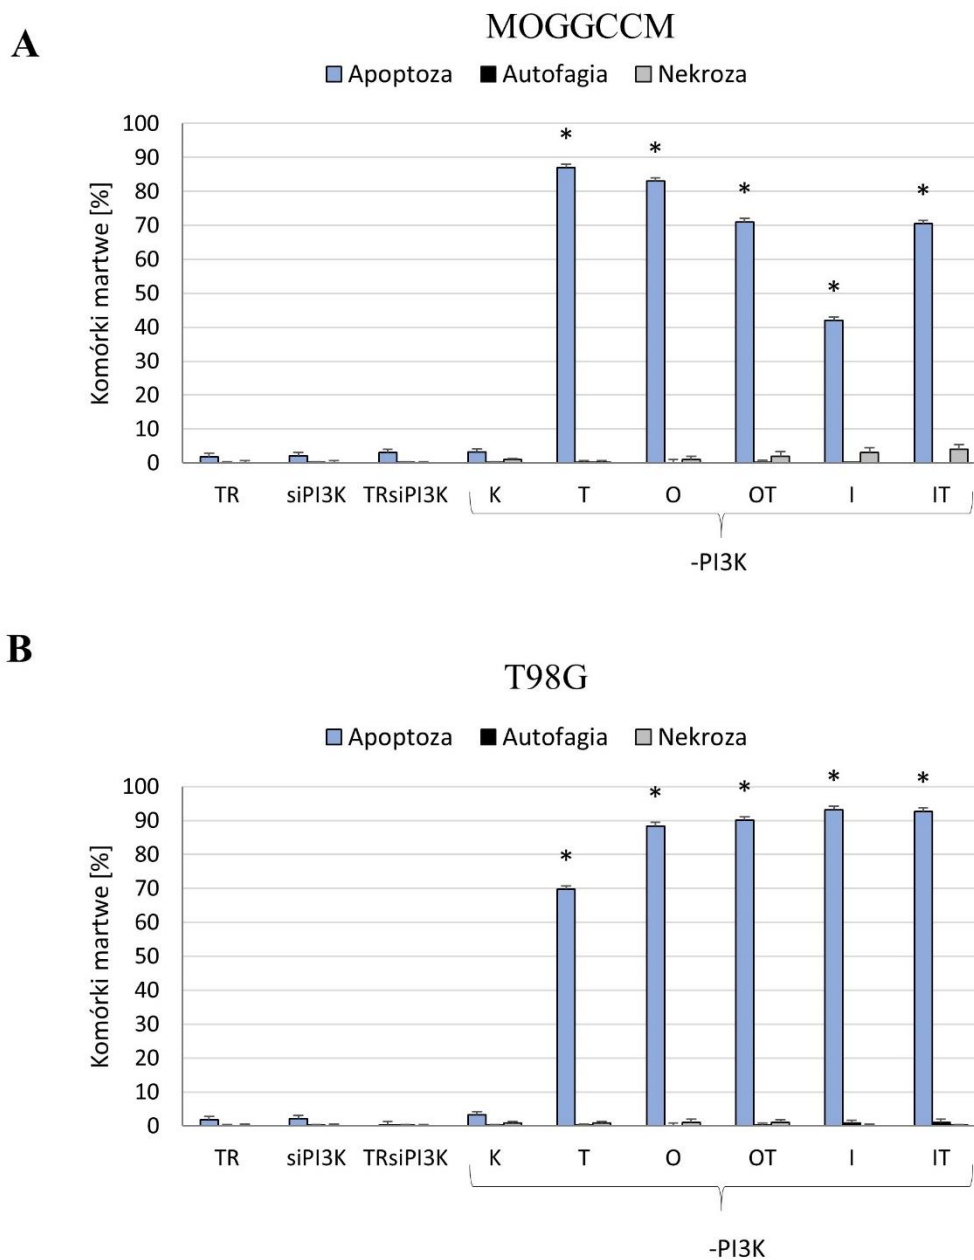 A
MOGGCCM
Apoptoza Autofagia Nekroza
Komórki martwe [%]
100
90
80
70
60
50
40
30
20
10
0
* * * * *
TR siPI3K TRsiPI3K K T O OT I IT
-PI3K
B
T98G
Apoptoza Autofagia Nekroza
Komórki martwe [%]
100
90
80
70
60
50
40
30
20
10
0
* * * * *
TR siPI3K TRsiPI3K K T O OT I IT
-PI3K